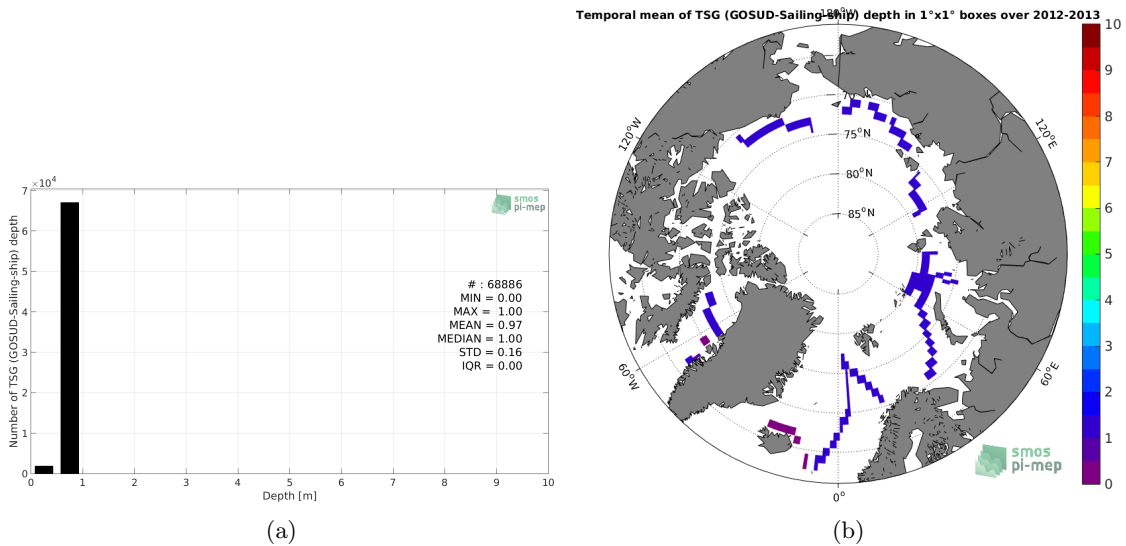 Temporal mean of TSG (GOSUD-Sailing-ship) depth in 1°x1° boxes over 2012-2013
×10⁴
Number of TSG (GOSUD-Sailing-ship) depth
7
6
5
4
3
2
1
0
smos
pi-mep
# : 68886
MIN = 0.00
MAX = 1.00
MEAN = 0.97
MEDIAN = 1.00
STD = 0.16
IQR = 0.00
0 1 2 3 4 5 6 7 8 9 10
Depth [m]
(a)
180°W
120°W
120°E
60°W
60°E
0°
70°N
75°N
80°N
85°N
smos
pi-mep
10
9
8
7
6
5
4
3
2
1
0
(b)